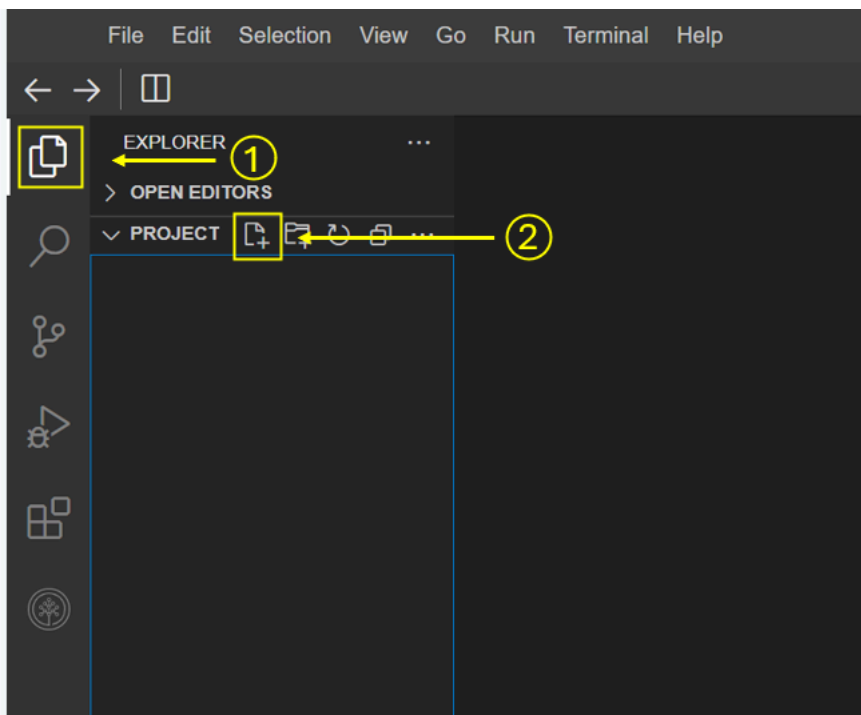 File Edit Selection View Go Run Terminal Help
EXPLORER ...
1
> OPEN EDITORS
PROJECT ...
2